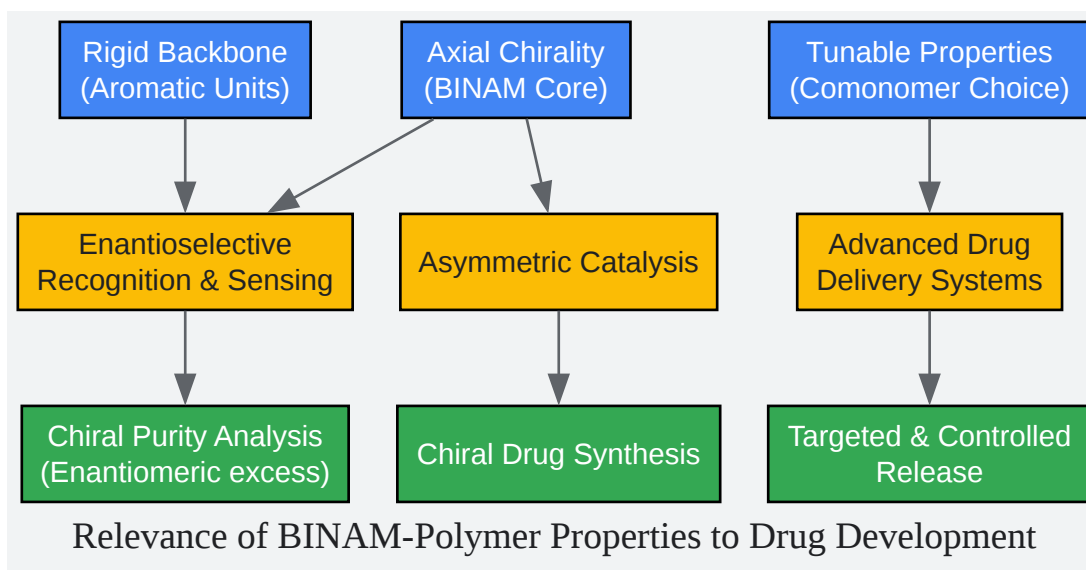 Rigid Backbone
(Aromatic Units)
Axial Chirality
(BINAM Core)
Tunable Properties
(Comonomer Choice)
Enantioselective
Recognition & Sensing
Asymmetric Catalysis
Advanced Drug
Delivery Systems
Chiral Purity Analysis
(Enantiomeric excess)
Chiral Drug Synthesis
Targeted & Controlled
Release
Relevance of BINAM-Polymer Properties to Drug Development